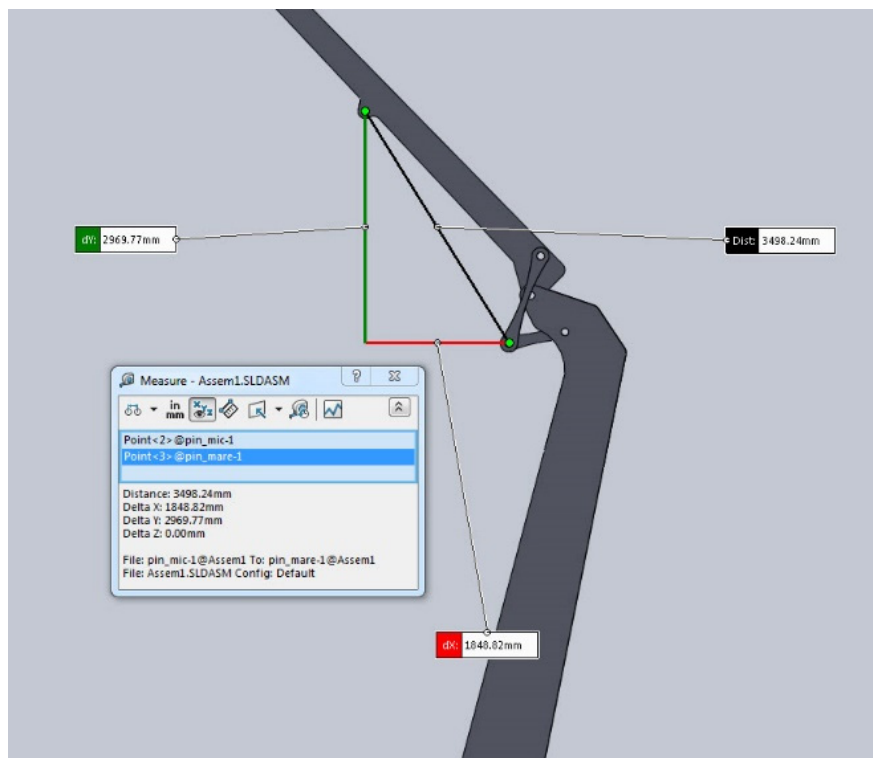 dY: 2969.77mm
Dist: 3498.24mm
Measure - Assem1.SLDASM
in
mm
XYZ
Point<2>@pin_mic-1
Point<3>@pin_mare-1
Distance: 3498.24mm
Delta X: 1848.82mm
Delta Y: 2969.77mm
Delta Z: 0.00mm
File: pin_mic-1@Assem1 To: pin_mare-1@Assem1
File: Assem1.SLDASM Config: Default
dX: 1848.82mm